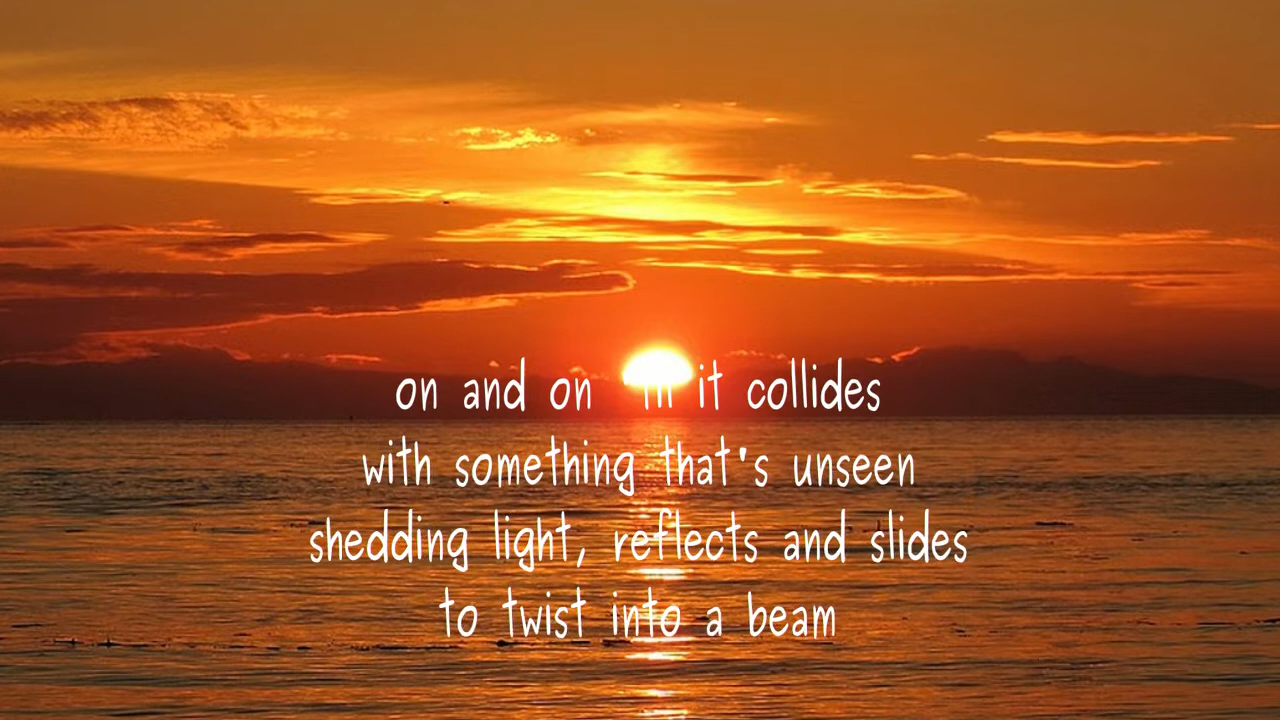 on and on 'til it collides
with something that's unseen
shedding light, reflects and slides
to twist into a beam